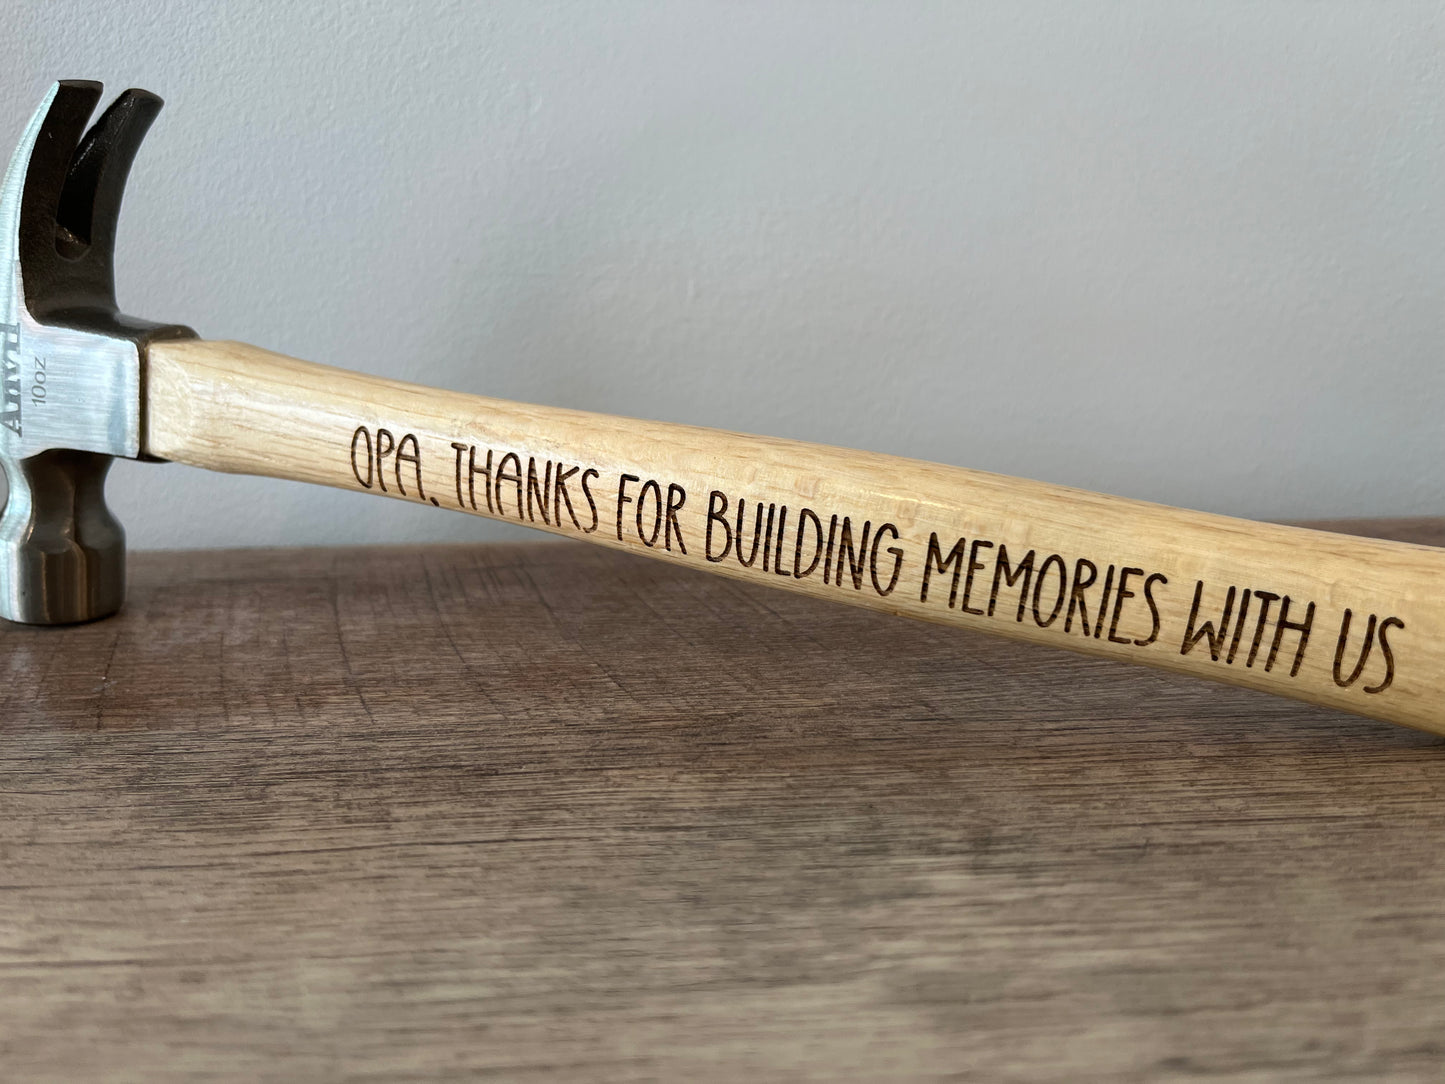 Anvil
10oz
OPA, THANKS FOR BUILDING MEMORIES WITH US